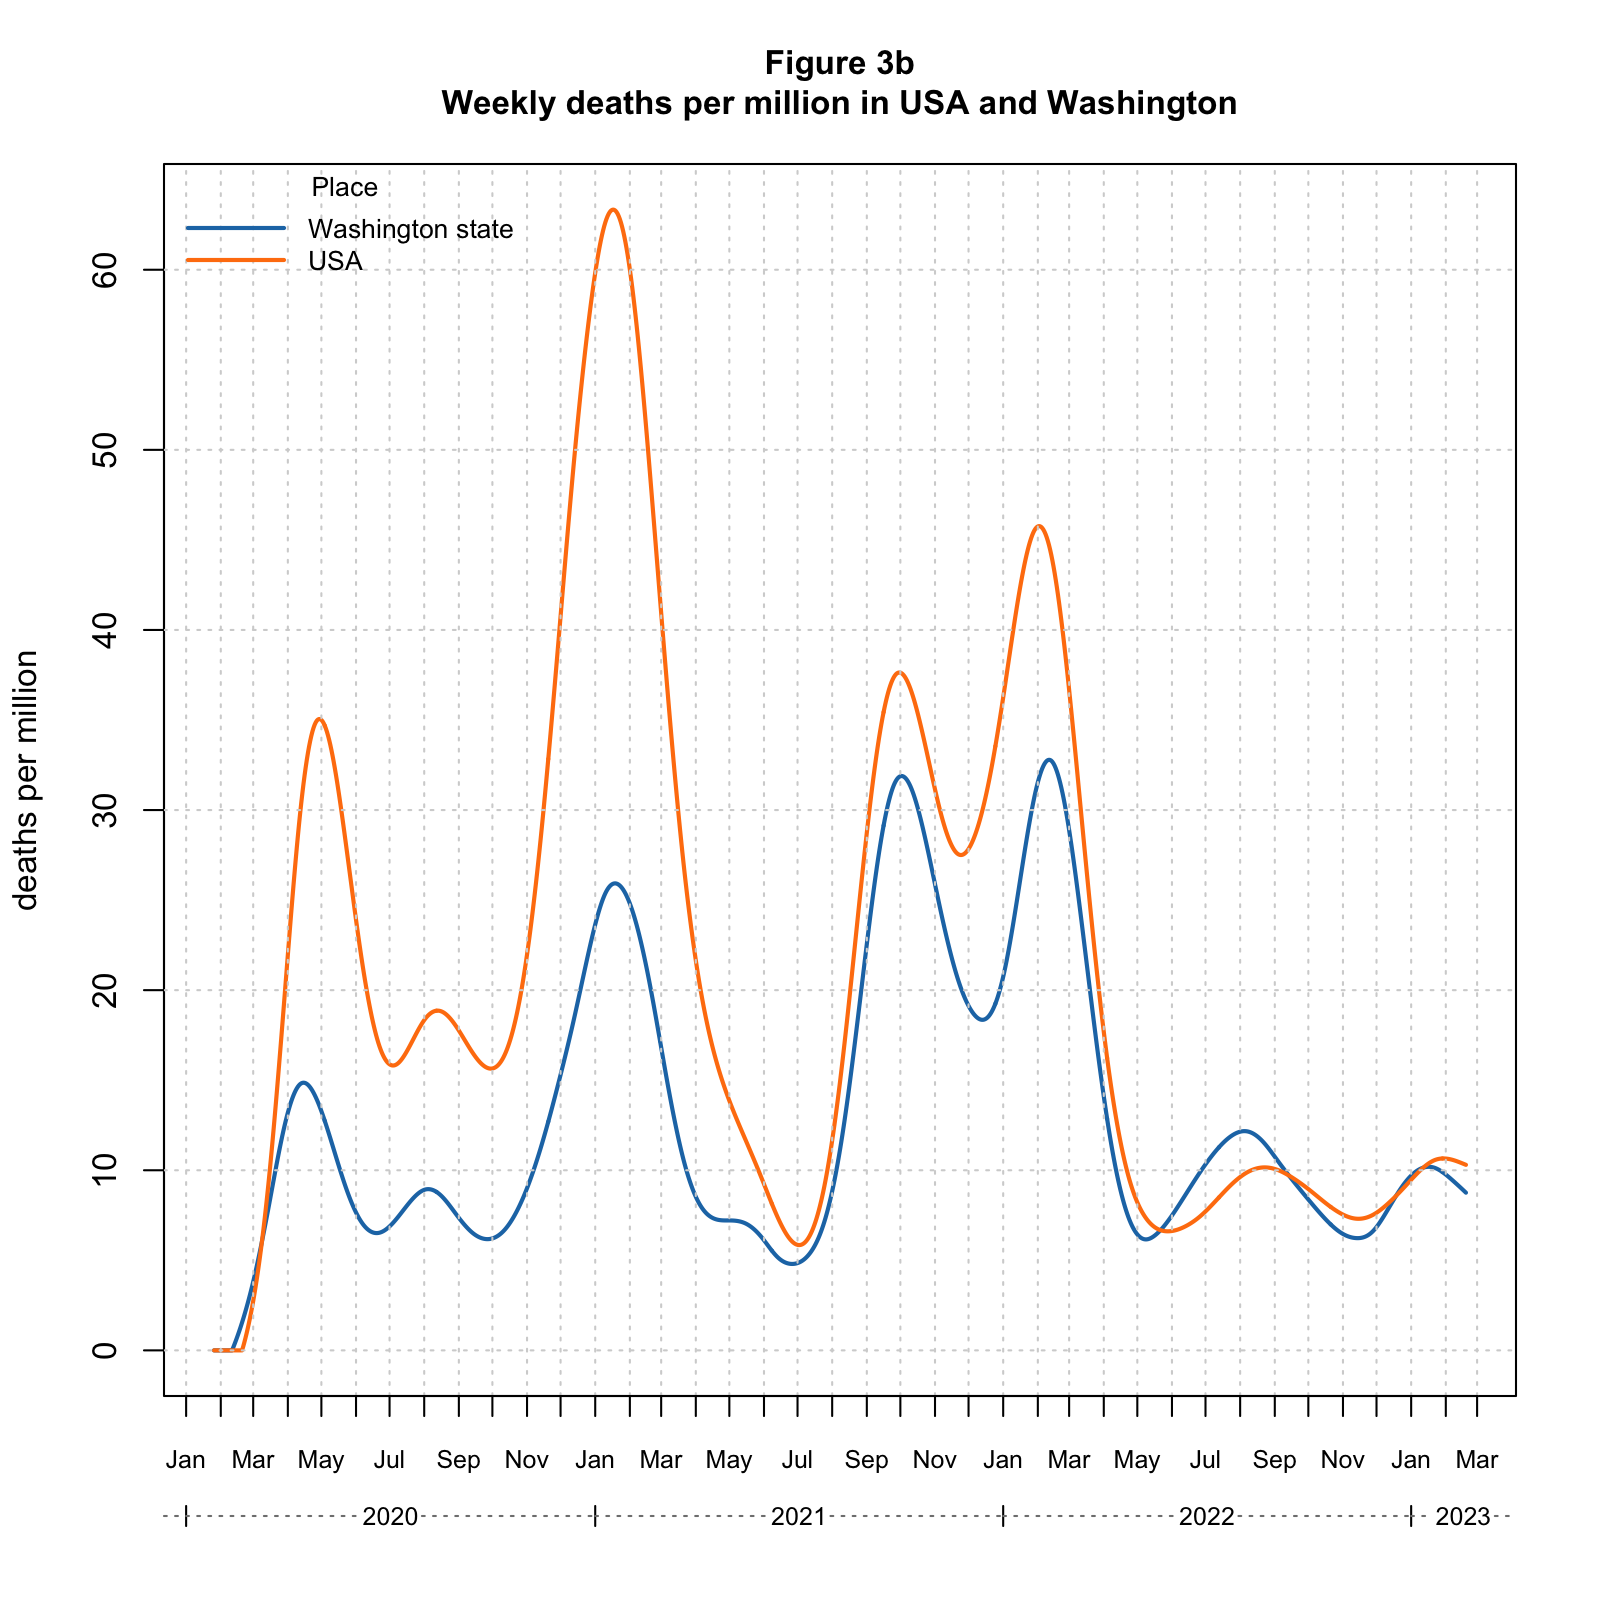 Figure 3b
Weekly deaths per million in USA and Washington
Place
Washington state
USA
deaths per million
60
50
40
30
20
10
0
Jan Mar May Jul Sep Nov Jan Mar May Jul Sep Nov Jan Mar May Jul Sep Nov Jan Mar
2020 2021 2022 2023